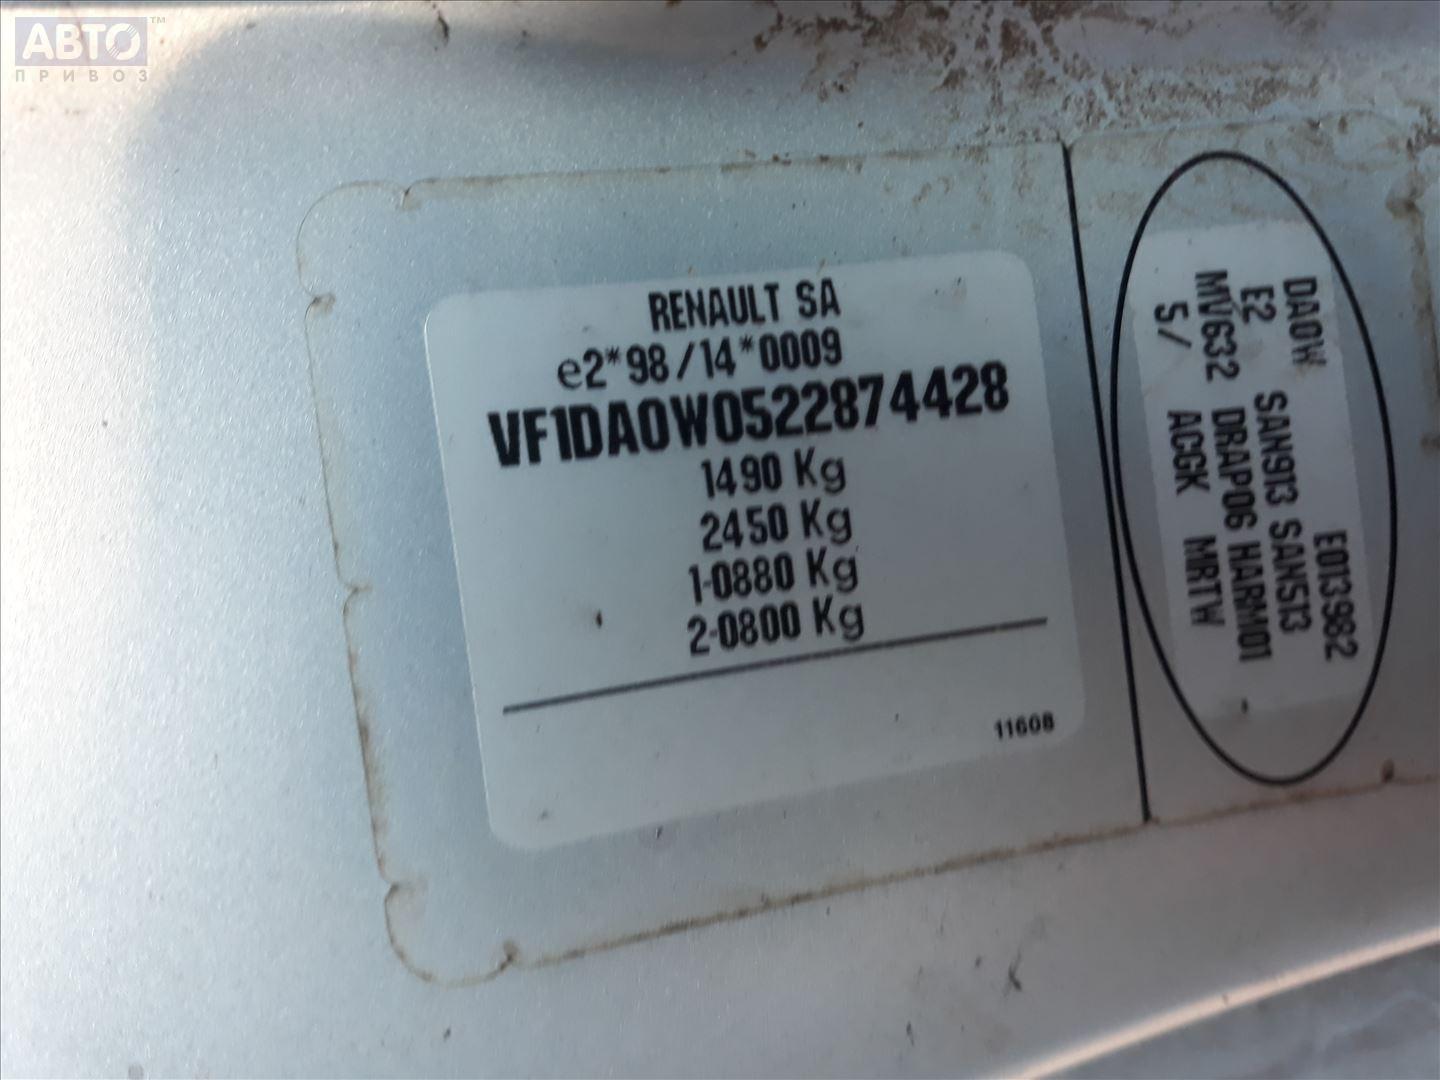 АВТО™
ПРИВОЗ
RENAULT SA
e2*98/14*0009
VF1DA0W0522874428
1490 Kg
2450 Kg
1-0880 Kg
2-0800 Kg
11608
DA0W E013982
E2 SAN913 SAN513
MV632 DRAP06 HARM01
5/ ACGK MRTW -